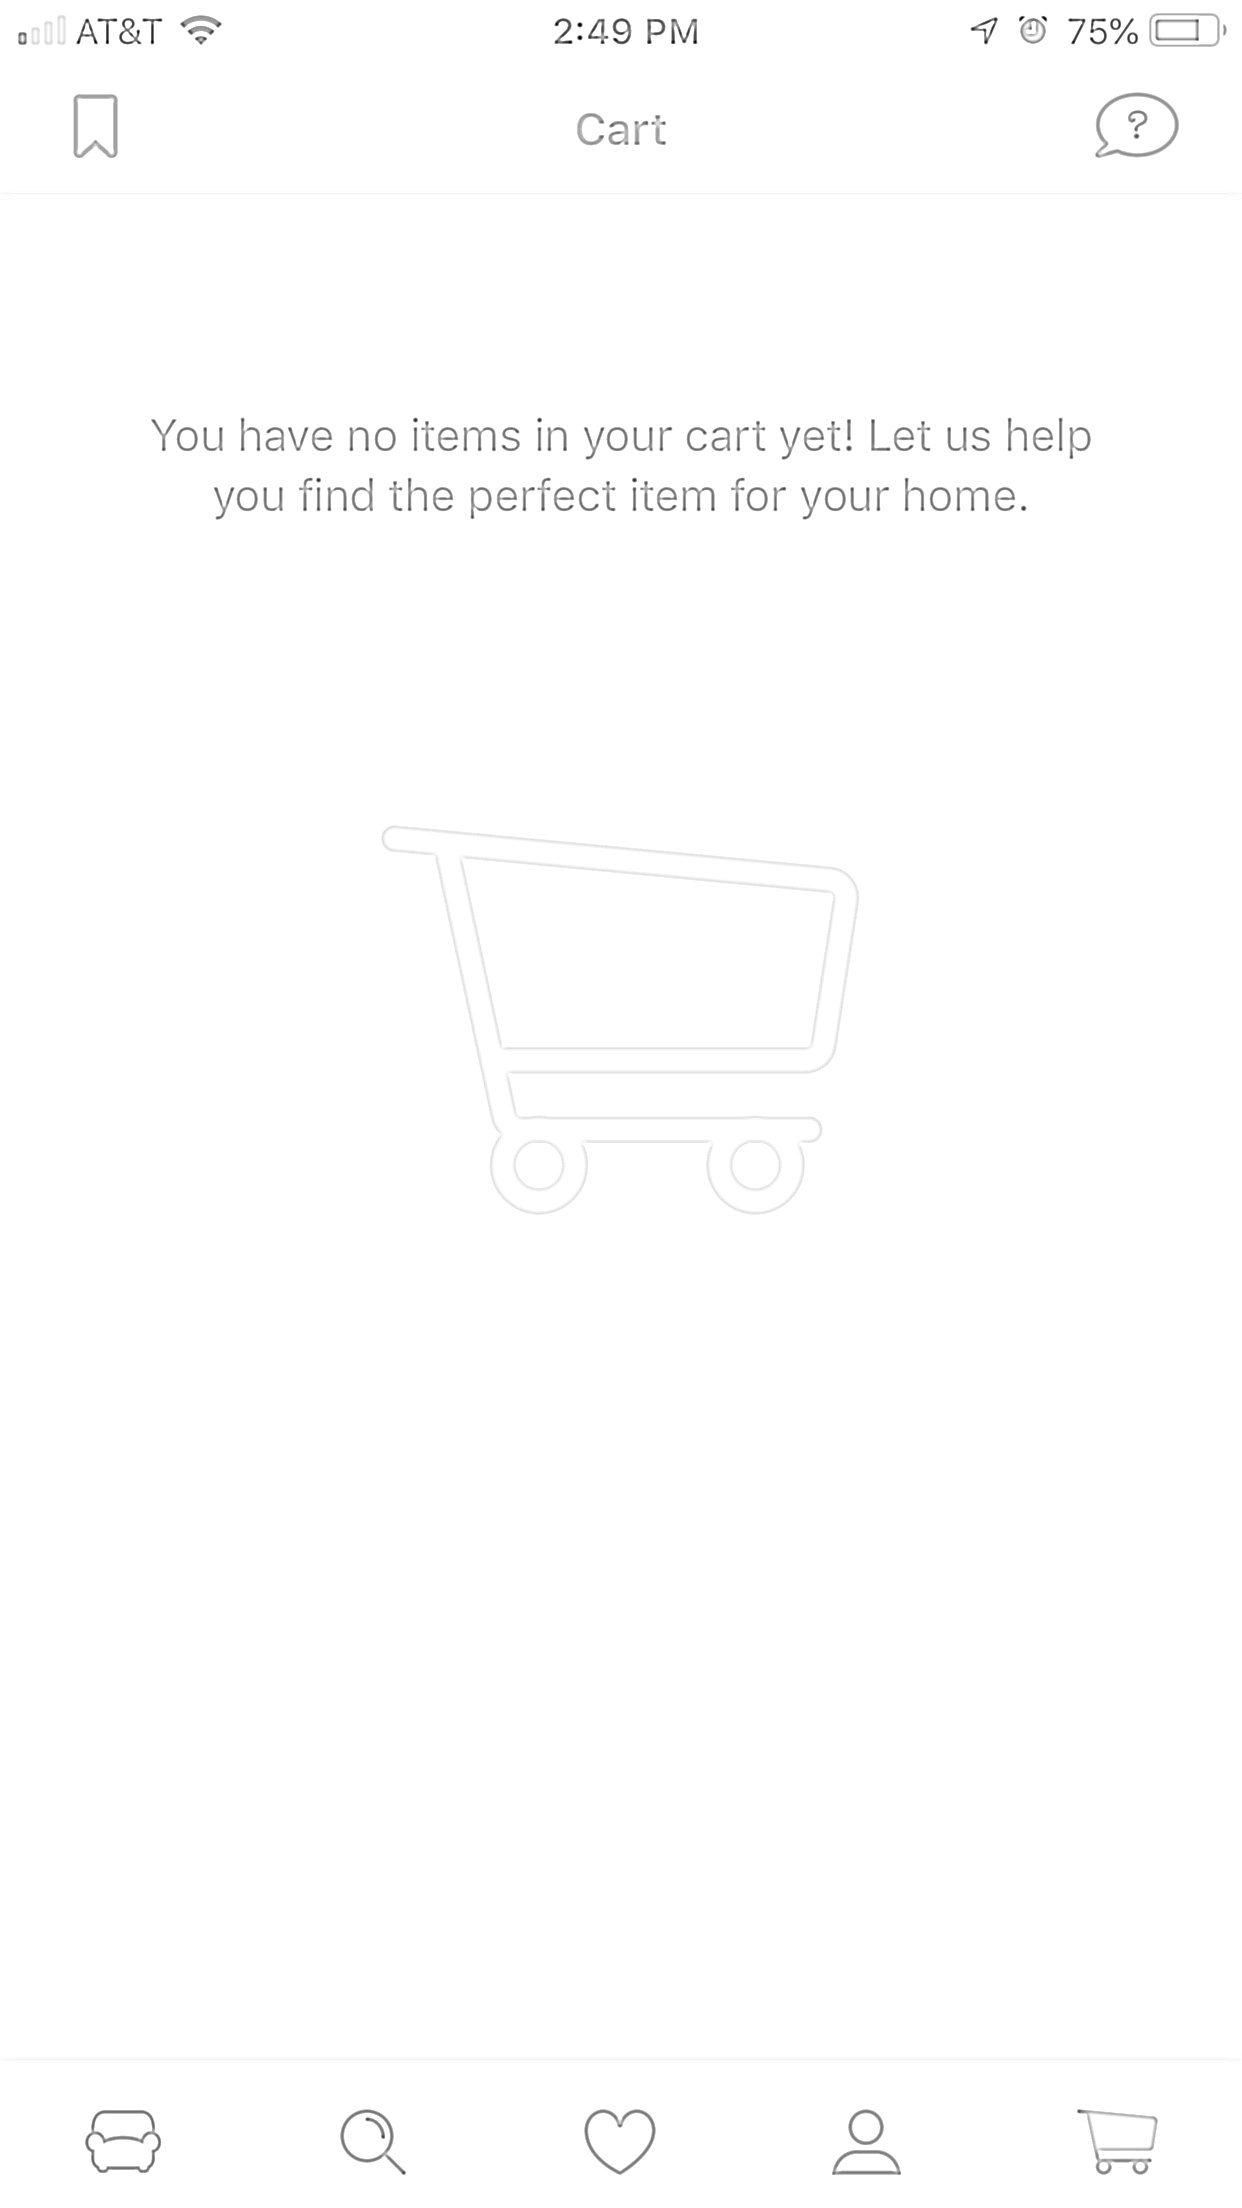 AT&T 2:49 PM 75%
Cart ?
You have no items in your cart yet! Let us help
you find the perfect item for your home.